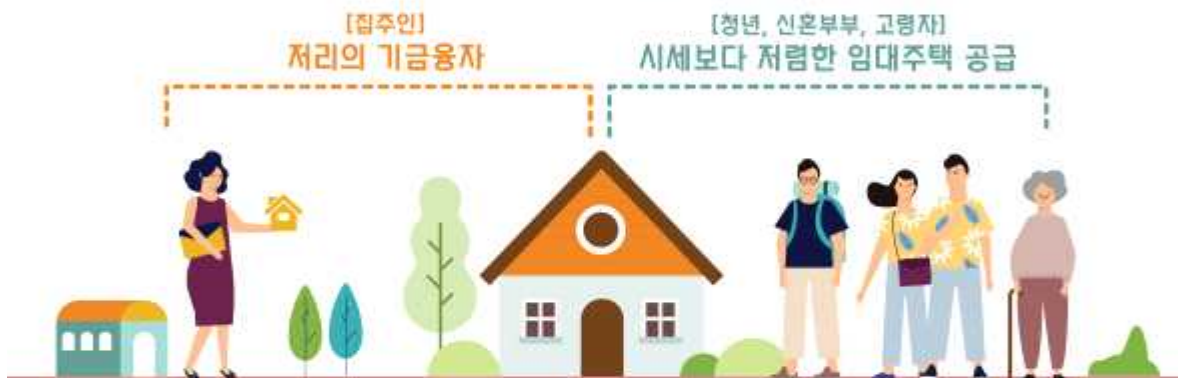 [집주인]
저리의 기금융자
[청년, 신혼부부, 고령자]
시세보다 저렴한 임대주택 공급